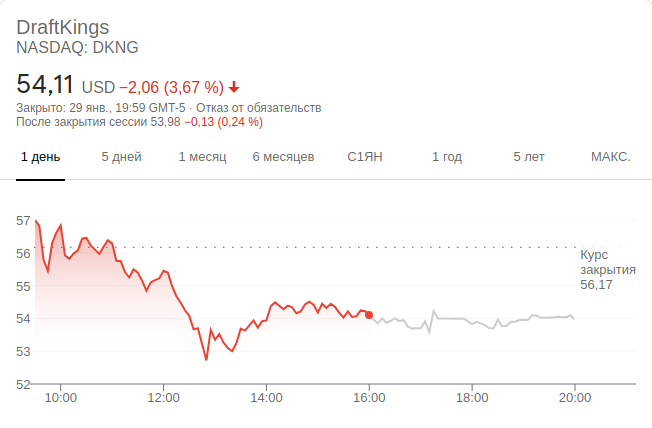 DraftKings
NASDAQ: DKNG
54,11 USD −2,06 (3,67 %)
Закрыто: 29 янв., 19:59 GMT-5 · Отказ от обязательств
После закрытия сессии 53,98 −0,13 (0,24 %)
1 день 5 дней 1 месяц 6 месяцев С1ЯН 1 год 5 лет МАКС.
57
56
55
54
53
52
Курс
закрытия
56,17
10:00 12:00 14:00 16:00 18:00 20:00